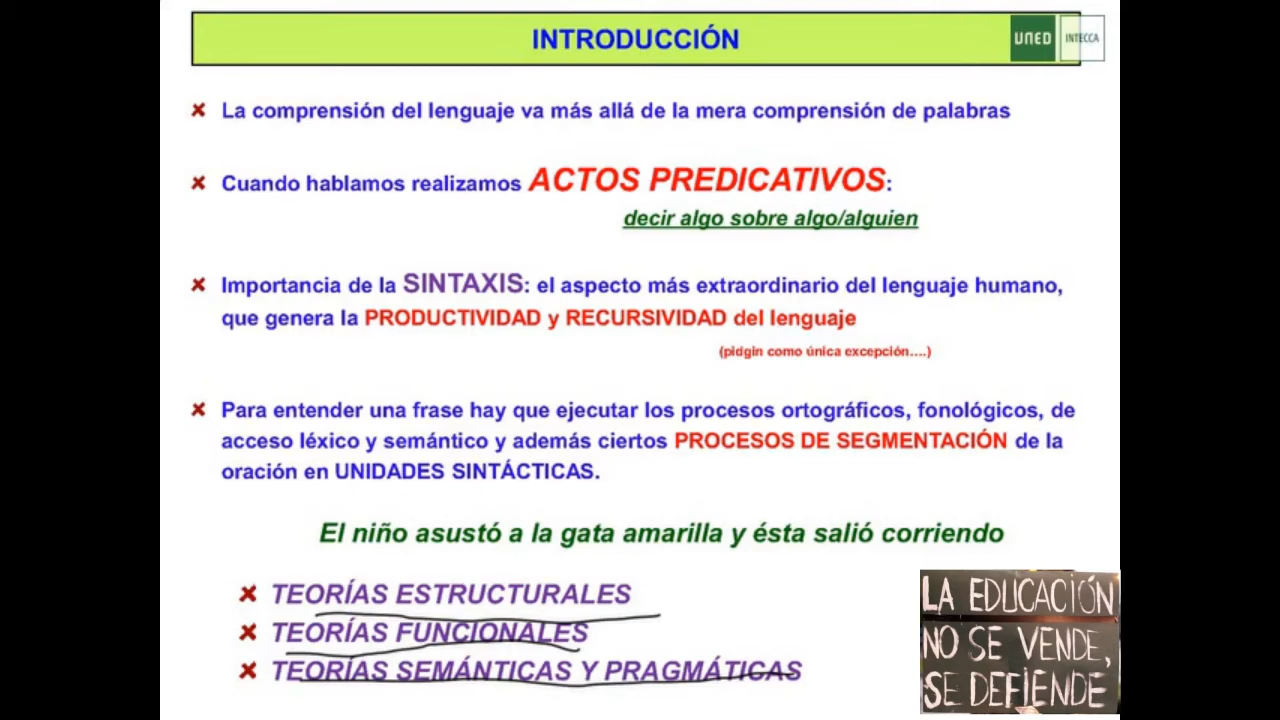 INTRODUCCIÓN
UNED
INTECCA
La comprensión del lenguaje va más allá de la mera comprensión de palabras
Cuando hablamos realizamos ACTOS PREDICATIVOS:
decir algo sobre algo/alguien
Importancia de la SINTAXIS: el aspecto más extraordinario del lenguaje humano,
que genera la PRODUCTIVIDAD y RECURSIVIDAD del lenguaje
(pidgin como única excepción....)
Para entender una frase hay que ejecutar los procesos ortográficos, fonológicos, de
acceso léxico y semántico y además ciertos PROCESOS DE SEGMENTACIÓN de la
oración en UNIDADES SINTÁCTICAS.
El niño asustó a la gata amarilla y ésta salió corriendo
TEORÍAS ESTRUCTURALES
TEORÍAS FUNCIONALES
TEORÍAS SEMÁNTICAS Y PRAGMÁTICAS
LA EDUCACIÓN
NO SE VENDE,
SE DEFIENDE